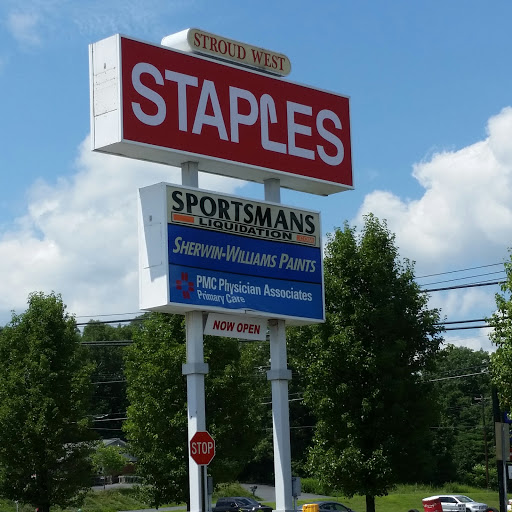 STROUD WEST
STAPLES
SPORTSMANS
LIQUIDATION
SHERWIN-WILLIAMS PAINTS
PMC Physician Associates
Primary Care
NOW OPEN
STOP